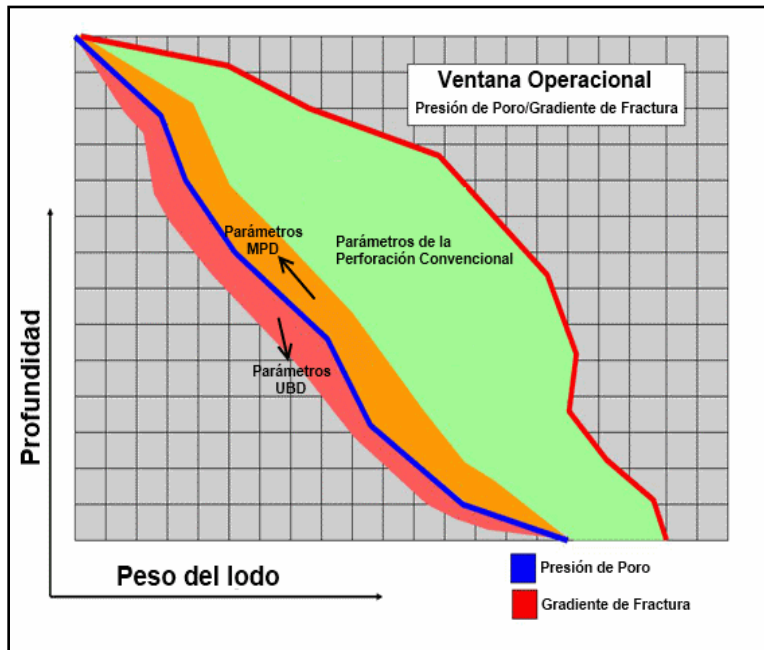 Ventana Operacional
Presión de Poro/Gradiente de Fractura
Parámetros
MPD
Parámetros de la
Perforación Convencional
Parámetros
UBD
Profundidad
Peso del lodo
Presión de Poro
Gradiente de Fractura